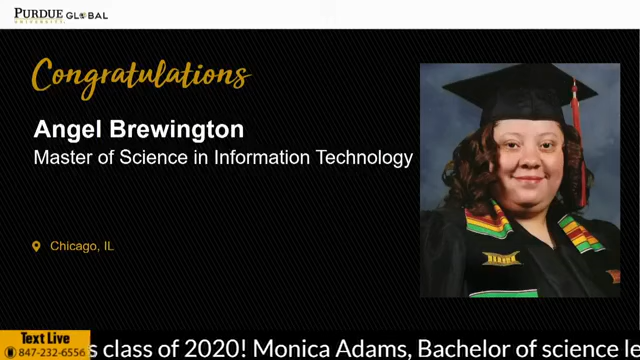 PURDUE GLOBAL
UNIVERSITY
Congratulations
Angel Brewington
Master of Science in Information Technology
Chicago, IL
Text Live
847-232-6556
s class of 2020! Monica Adams, Bachelor of science le